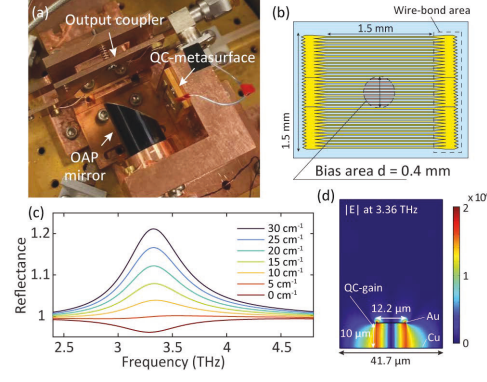 (a)
Output coupler
QC-metasurface
OAP
mirror
(b)
Wire-bond area
1.5 mm
1.5 mm
Bias area d = 0.4 mm
(c)
Reflectance
1.2
1.1
1
30 cm⁻¹
25 cm⁻¹
20 cm⁻¹
15 cm⁻¹
10 cm⁻¹
5 cm⁻¹
0 cm⁻¹
2.5
3
3.5
4
4.5
Frequency (THz)
(d)
|E| at 3.36 THz
QC-gain
12.2 μm
10 μm
Au
Cu
41.7 μm
2
1
0